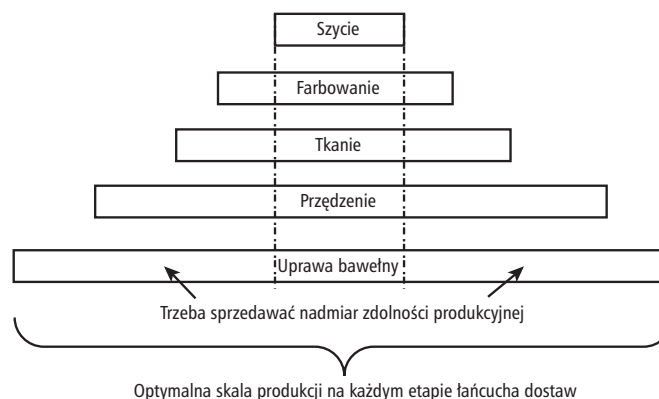 Szycie
Farbowanie
Tkanie
Przędzenie
Uprawa bawełny
Trzeba sprzedawać nadmiar zdolności produkcyjnej
Optymalna skala produkcji na każdym etapie łańcucha dostaw